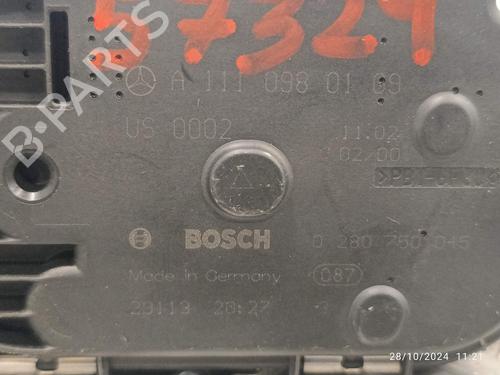 57324
A 111 098 01 09
US 0002
11.02
02/00
BOSCH
0 280 750 045
Made in Germany
087
29113 20:27
B-PARTS
28/10/2024 11:21